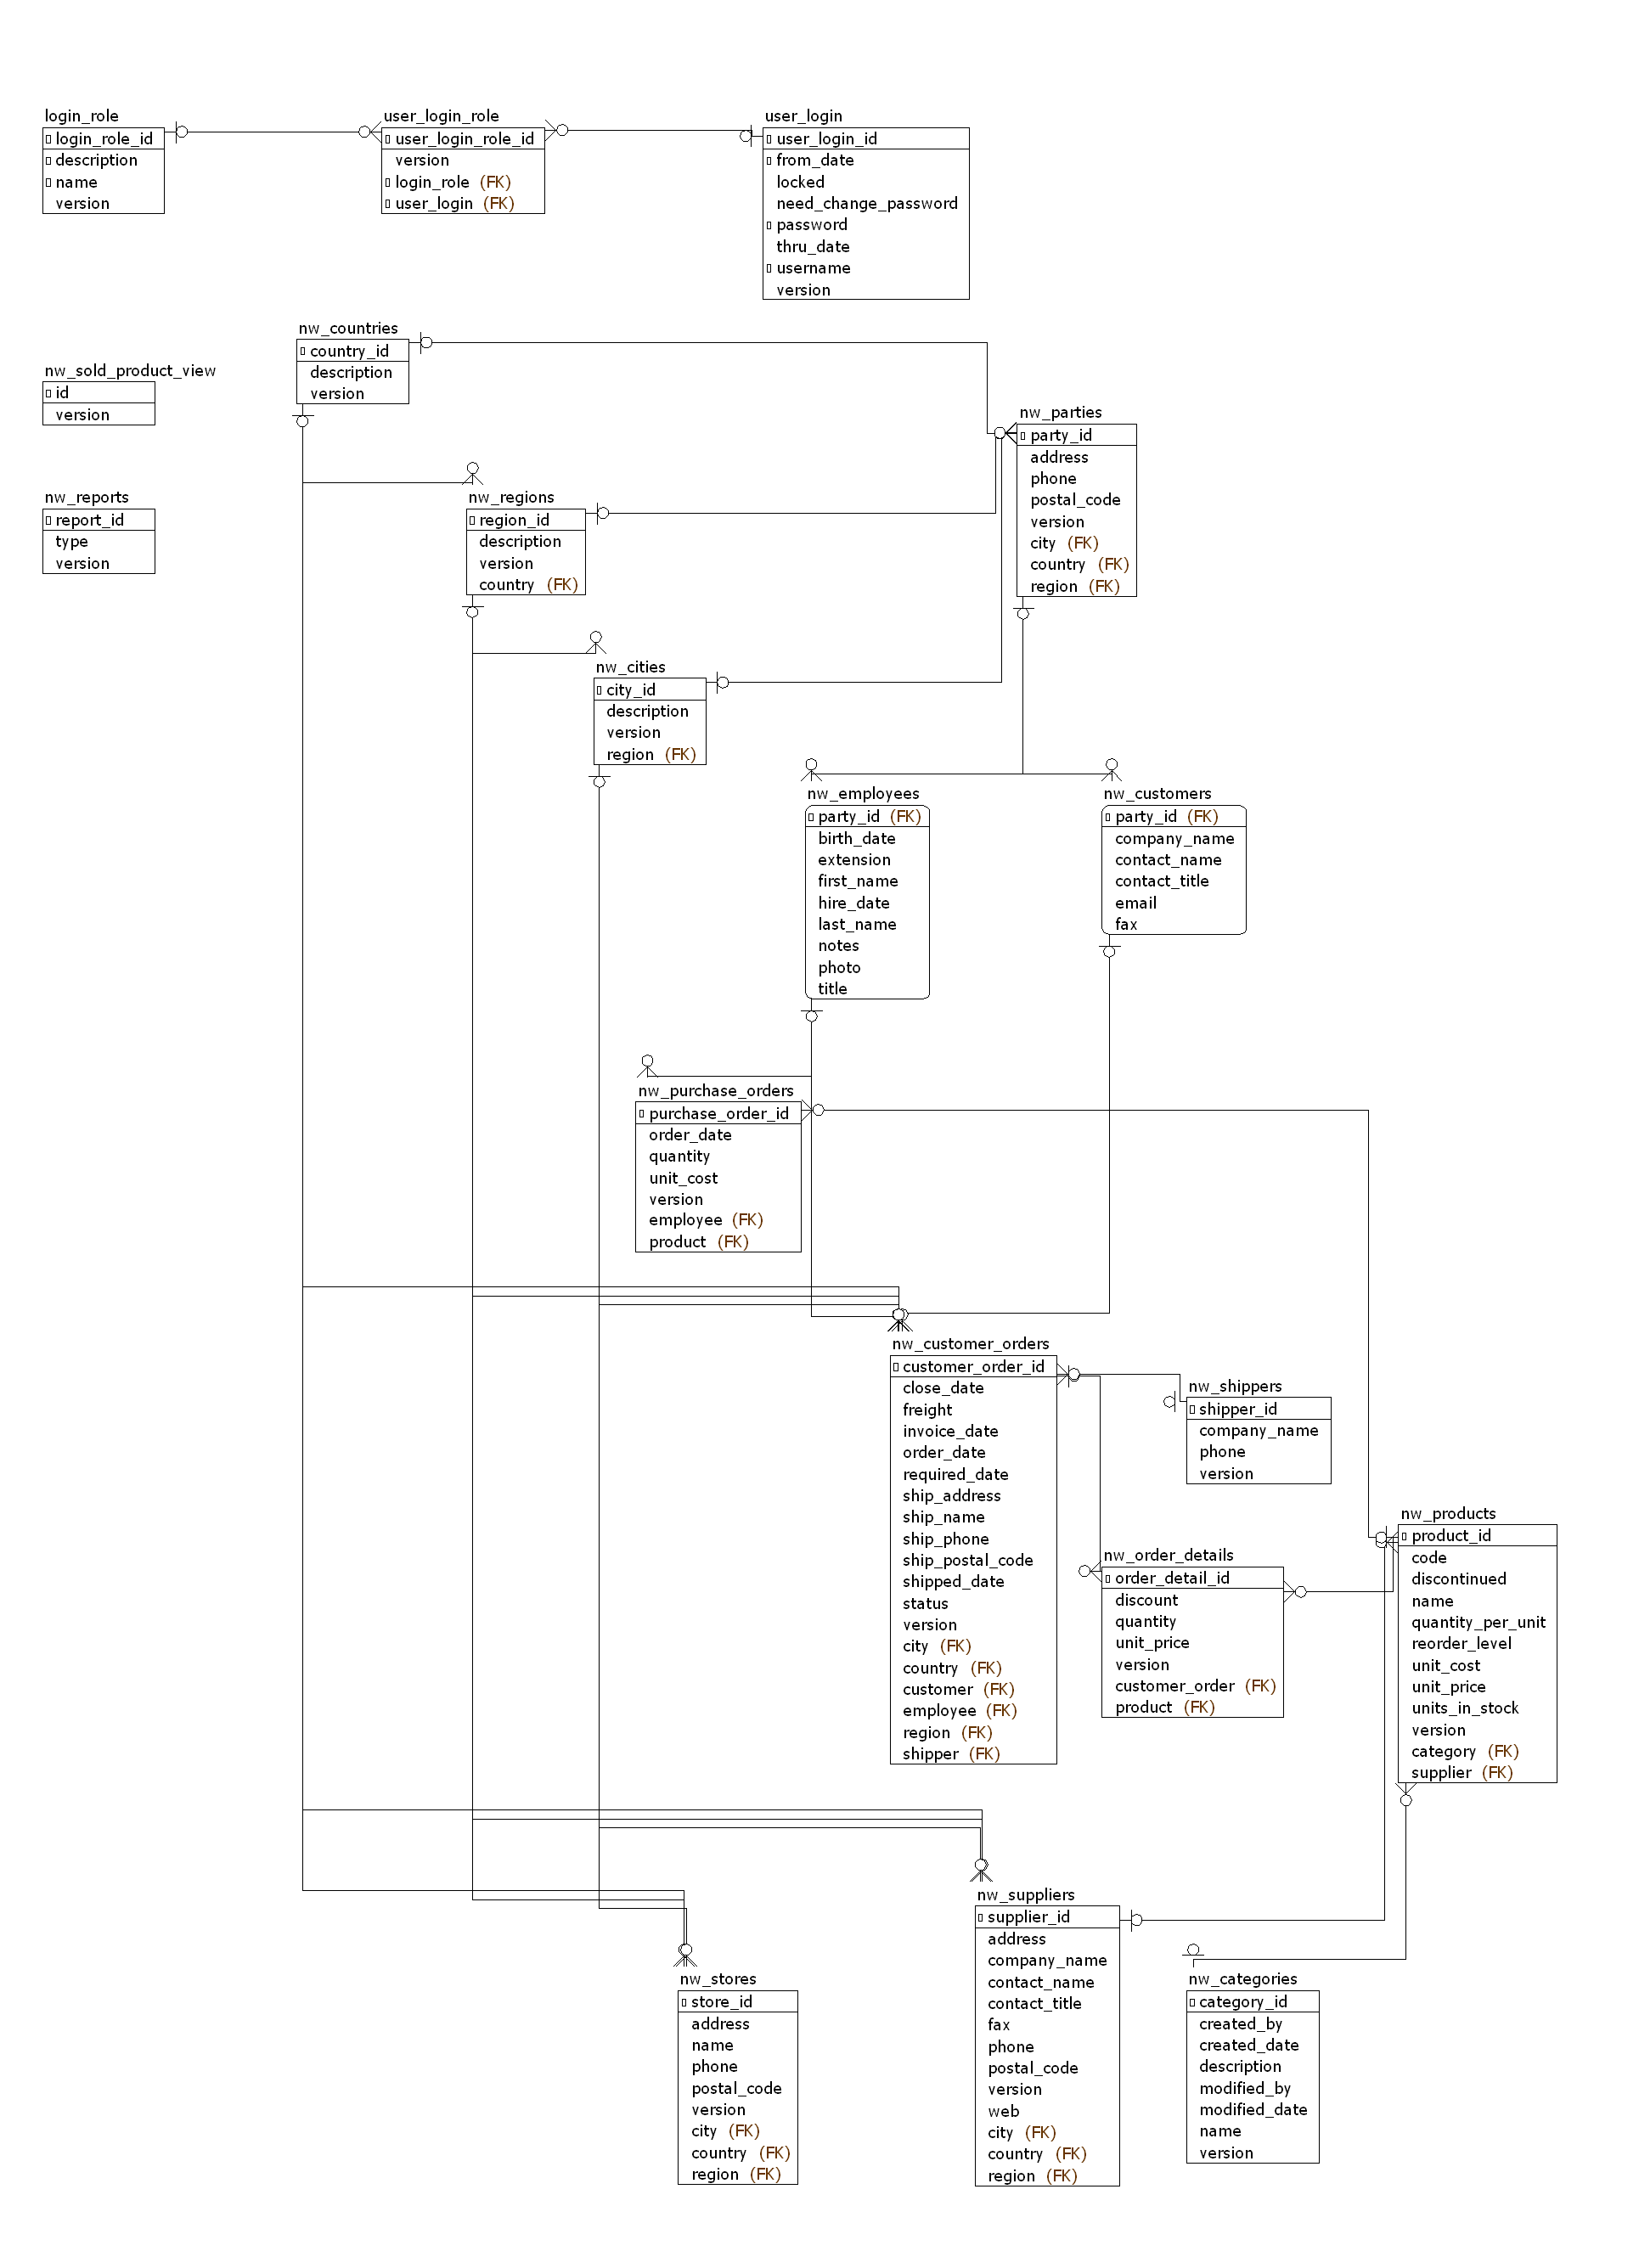 login_role
login_role_id
description
name
version
user_login_role
user_login_role_id
version
login_role (FK)
user_login (FK)
user_login
user_login_id
from_date
locked
need_change_password
password
thru_date
username
version
nw_countries
country_id
description
version
nw_sold_product_view
id
version
nw_parties
party_id
address
phone
postal_code
version
city (FK)
country (FK)
region (FK)
nw_reports
report_id
type
version
nw_regions
region_id
description
version
country (FK)
nw_cities
city_id
description
version
region (FK)
nw_employees
party_id (FK)
birth_date
extension
first_name
hire_date
last_name
notes
photo
title
nw_customers
party_id (FK)
company_name
contact_name
contact_title
email
fax
nw_purchase_orders
purchase_order_id
order_date
quantity
unit_cost
version
employee (FK)
product (FK)
nw_customer_orders
customer_order_id
close_date
freight
invoice_date
order_date
required_date
ship_address
ship_name
ship_phone
ship_postal_code
shipped_date
status
version
city (FK)
country (FK)
customer (FK)
employee (FK)
region (FK)
shipper (FK)
nw_shippers
shipper_id
company_name
phone
version
nw_order_details
order_detail_id
discount
quantity
unit_price
version
customer_order (FK)
product (FK)
nw_products
product_id
code
discontinued
name
quantity_per_unit
reorder_level
unit_cost
unit_price
units_in_stock
version
category (FK)
supplier (FK)
nw_suppliers
supplier_id
address
company_name
contact_name
contact_title
fax
phone
postal_code
version
web
city (FK)
country (FK)
region (FK)
nw_stores
store_id
address
name
phone
postal_code
version
city (FK)
country (FK)
region (FK)
nw_categories
category_id
created_by
created_date
description
modified_by
modified_date
name
version